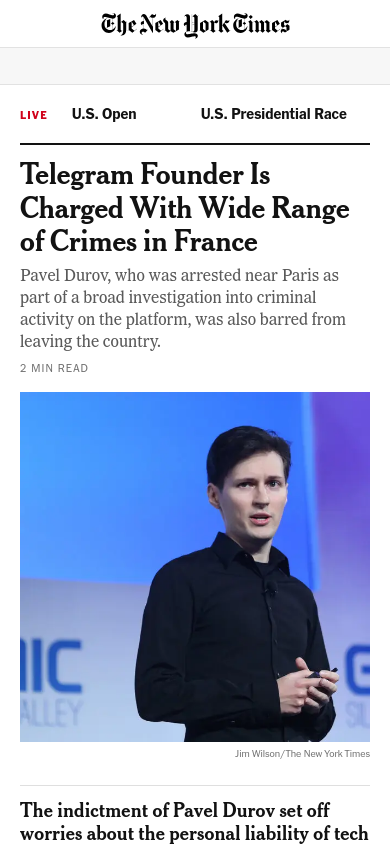 The New York Times
LIVE U.S. Open U.S. Presidential Race
Telegram Founder Is
Charged With Wide Range
of Crimes in France
Pavel Durov, who was arrested near Paris as
part of a broad investigation into criminal
activity on the platform, was also barred from
leaving the country.
2 MIN READ
NIC
ALLEY
G
SIL
Jim Wilson/The New York Times
The indictment of Pavel Durov set off
worries about the personal liability of tech